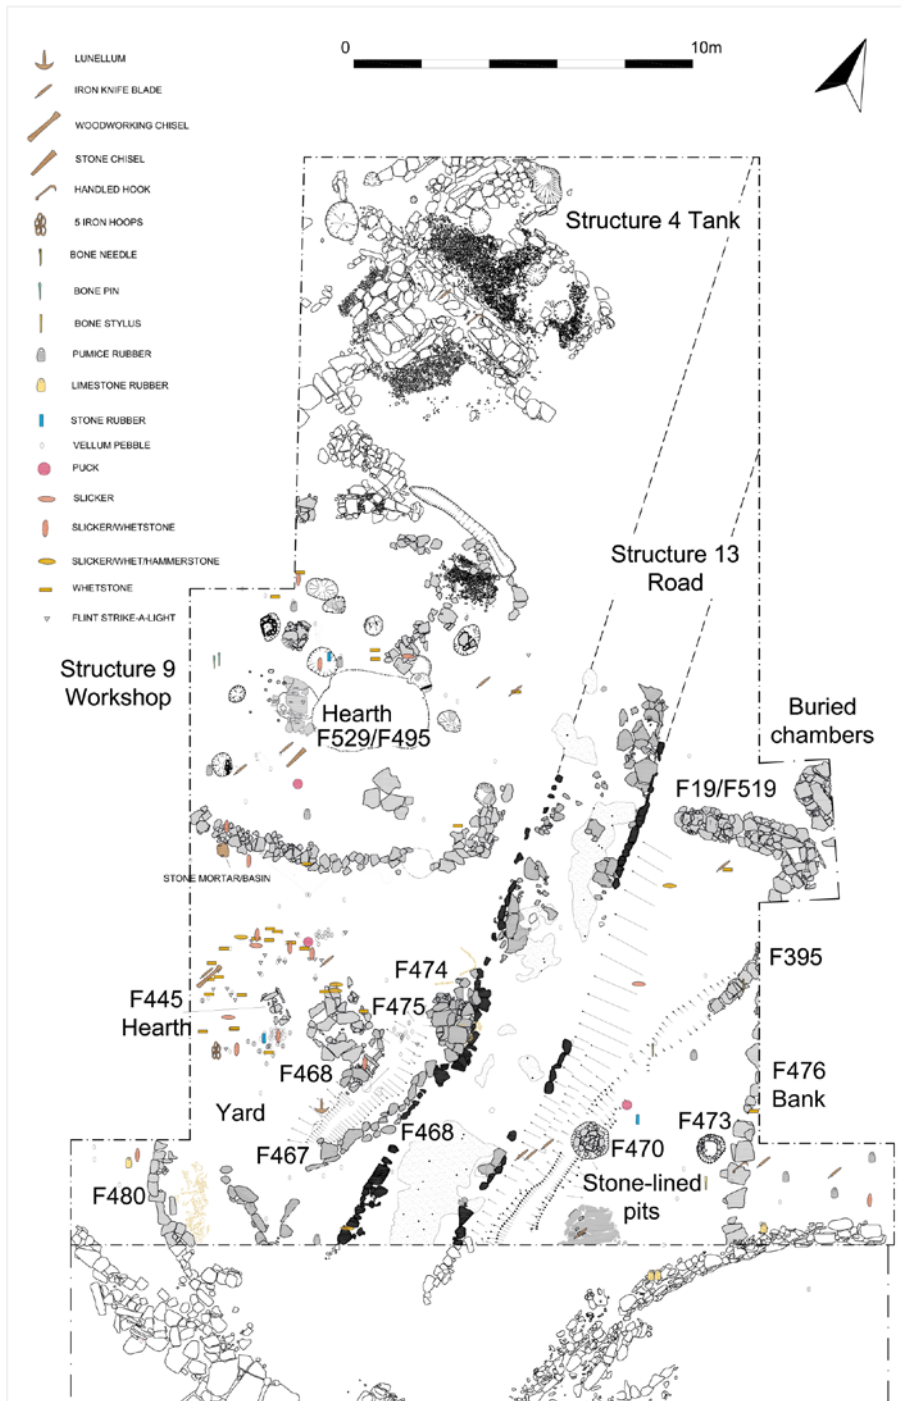 0 10m
LUNELLUM
IRON KNIFE BLADE
WOODWORKING CHISEL
STONE CHISEL
HANDLED HOOK
5 IRON HOOPS
BONE NEEDLE
BONE PIN
BONE STYLUS
PUMICE RUBBER
LIMESTONE RUBBER
STONE RUBBER
VELLUM PEBBLE
PUCK
SLICKER
SLICKER/WHETSTONE
SLICKER/WHET/HAMMERSTONE
WHETSTONE
FLINT STRIKE-A-LIGHT
Structure 4 Tank
Structure 13
Road
Structure 9
Workshop
Hearth
F529/F495
Buried
chambers
F19/F519
STONE MORTAR/BASIN
F474
F475
F395
F445
Hearth
F468
Yard
F467
F468
F476
Bank
F473
F470
Stone-lined
pits
F480